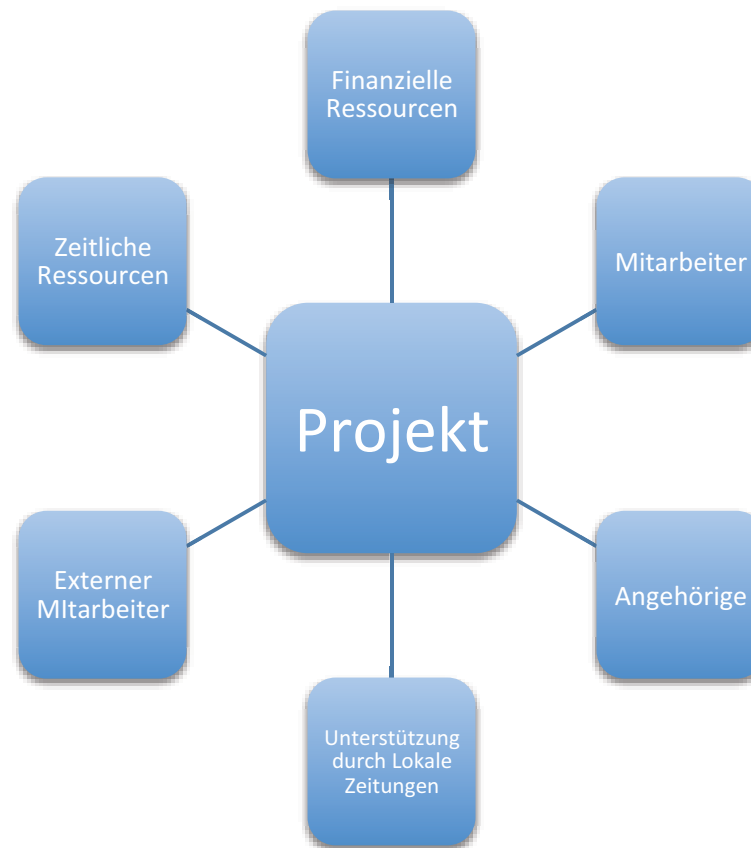 Finanzielle
Ressourcen
Zeitliche
Ressourcen
Mitarbeiter
Projekt
Externer
MItarbeiter
Angehörige
Unterstützung
durch Lokale
Zeitungen